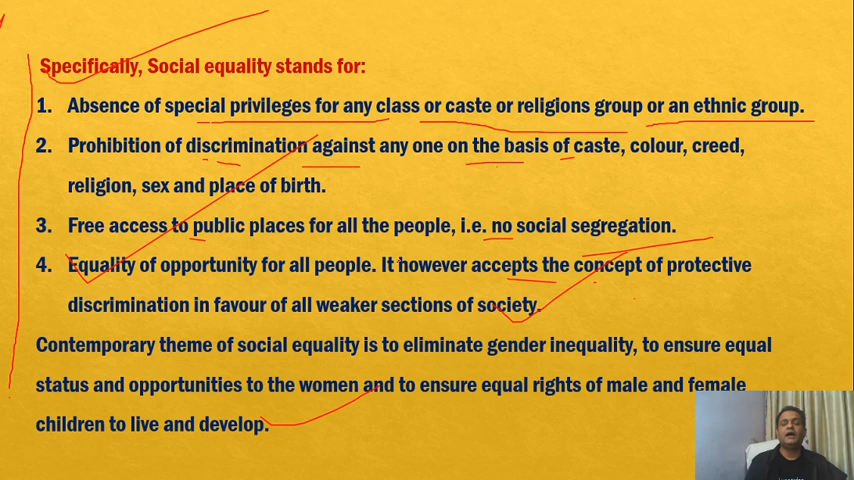 Specifically, Social equality stands for:
1. Absence of special privileges for any class or caste or religions group or an ethnic group.
2. Prohibition of discrimination against any one on the basis of caste, colour, creed,
religion, sex and place of birth.
3. Free access to public places for all the people, i.e. no social segregation.
4. Equality of opportunity for all people. It however accepts the concept of protective
discrimination in favour of all weaker sections of society.
Contemporary theme of social equality is to eliminate gender inequality, to ensure equal
status and opportunities to the women and to ensure equal rights of male and female
children to live and develop.